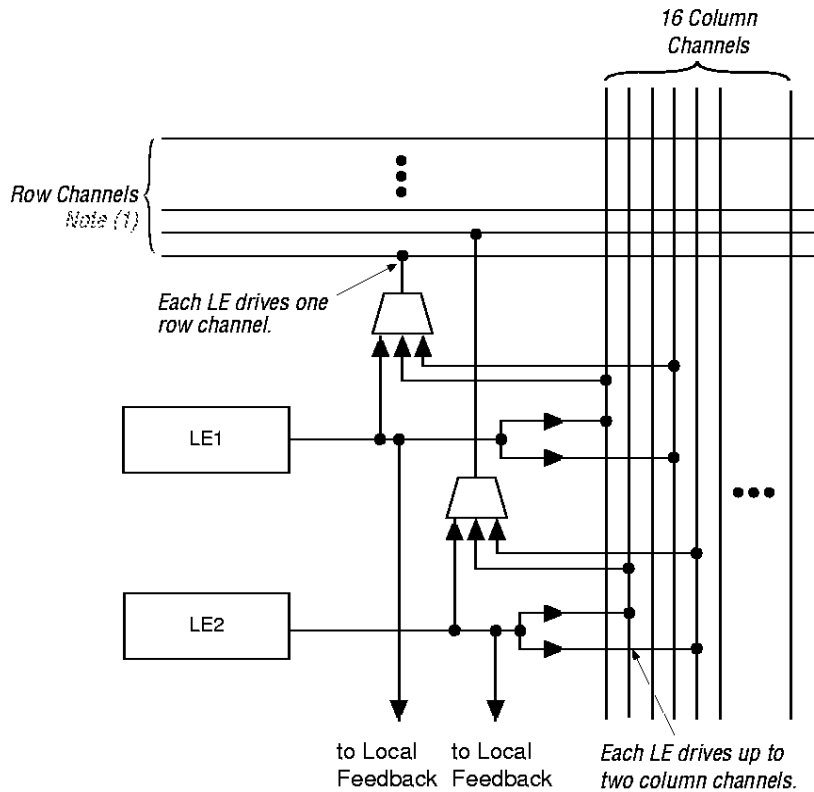 16 Column
Channels
Row Channels
Note (1)
Each LE drives one
row channel.
LE1
LE2
to Local
Feedback
to Local
Feedback
Each LE drives up to
two column channels.